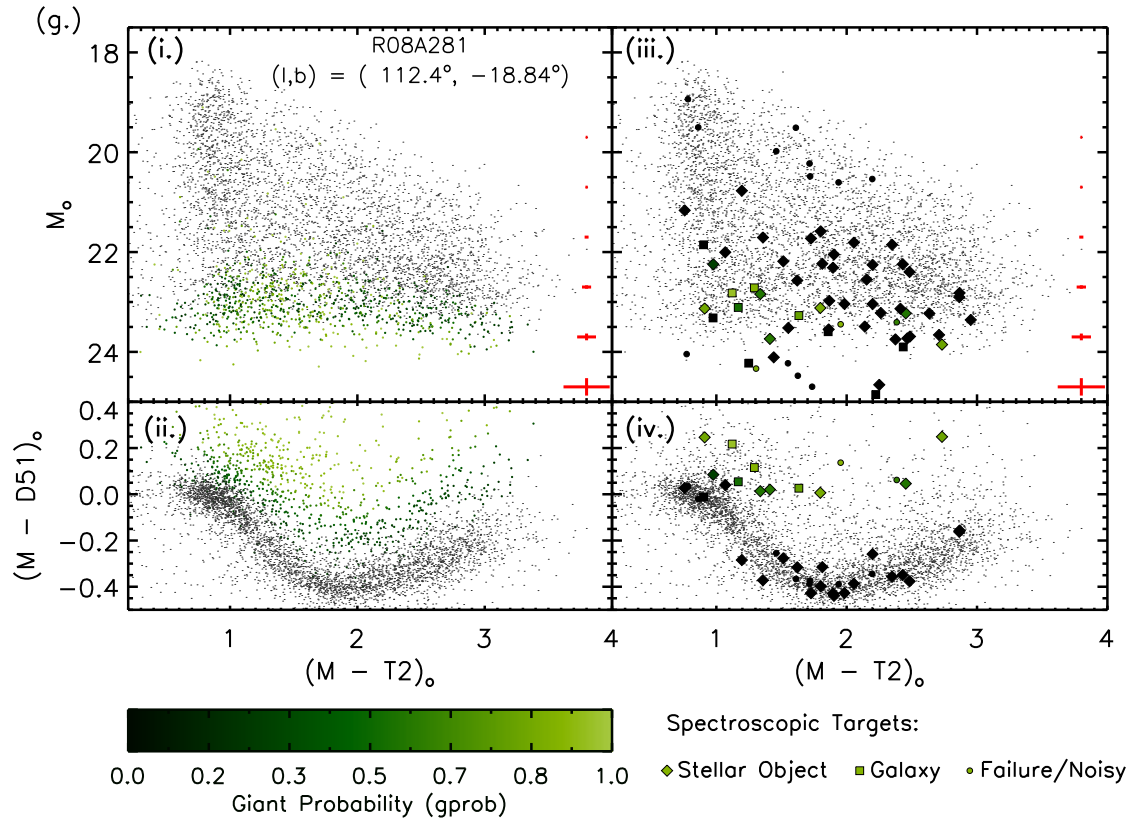 (g.)
(i.)
R08A281
(l,b) = ( 112.4°, −18.84°)
(iii.)
18
20
22
24
M₀
(ii.)
(iv.)
0.4
0.2
0.0
−0.2
−0.4
(M − D51)₀
1 2 3 4
1 2 3 4
(M − T2)₀
(M − T2)₀
0.0 0.2 0.3 0.5 0.7 0.8 1.0
Giant Probability (gprob)
Spectroscopic Targets:
Stellar Object
Galaxy
Failure/Noisy